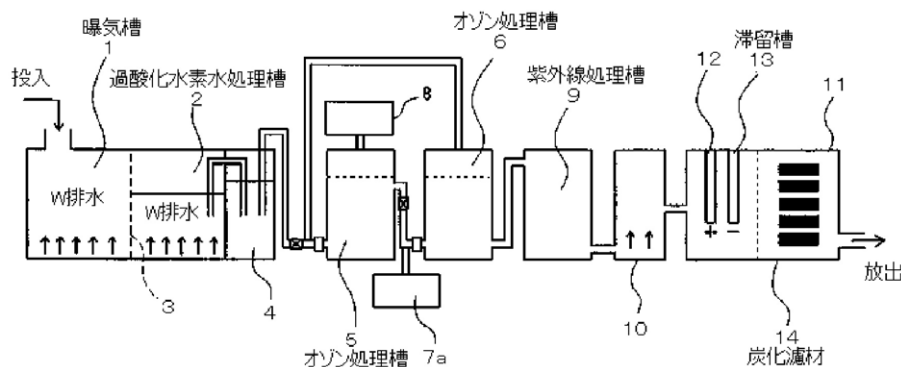 曝気槽
1
投入
過酸化水素水処理槽
2
W排水
W排水
3
4
オゾン処理槽
6
8
5
オゾン処理槽
7a
紫外線処理槽
9
10
12
滞留槽
13
11
+
−
放出
14
炭化濾材